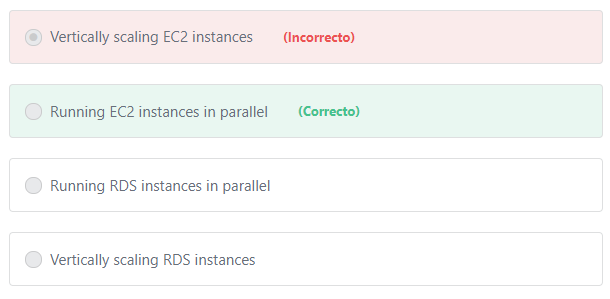 Vertically scaling EC2 instances (Incorrecto)
Running EC2 instances in parallel (Correcto)
Running RDS instances in parallel
Vertically scaling RDS instances